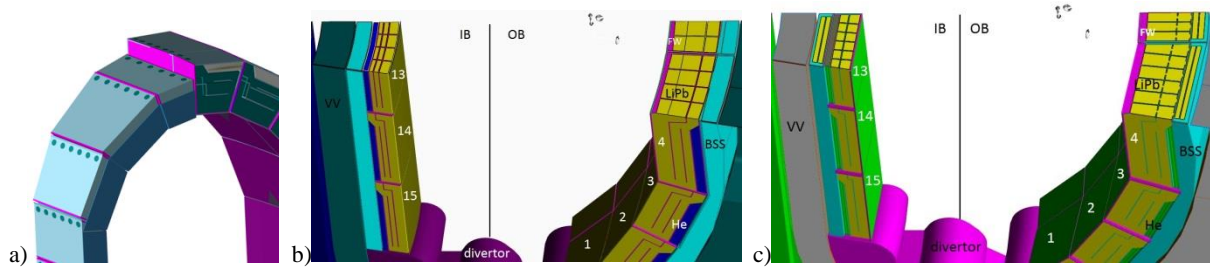 a)
b)
IB
OB
VV
13
14
15
FW
LiPb
4
3
2
1
BSS
He
divertor
c)
IB
OB
VV
13
14
15
FW
LiPb
4
3
2
1
BSS
He
divertor